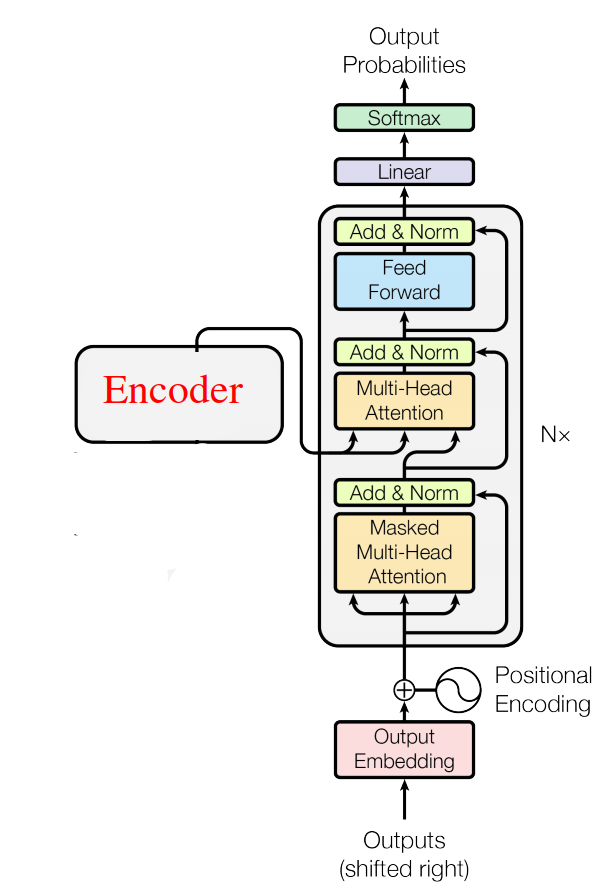 Output
Probabilities
Softmax
Linear
Add & Norm
Feed
Forward
Add & Norm
Multi-Head
Attention
Encoder
N×
Add & Norm
Masked
Multi-Head
Attention
Positional
Encoding
Output
Embedding
Outputs
(shifted right)